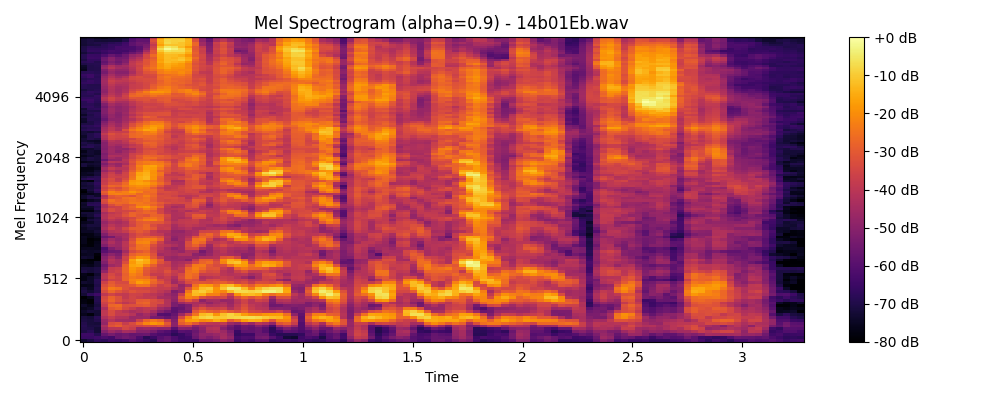 Mel Spectrogram (alpha=0.9) - 14b01Eb.wav
Mel Frequency
4096
2048
1024
512
0
0
0.5
1
1.5
2
2.5
3
Time
+0 dB
-10 dB
-20 dB
-30 dB
-40 dB
-50 dB
-60 dB
-70 dB
-80 dB